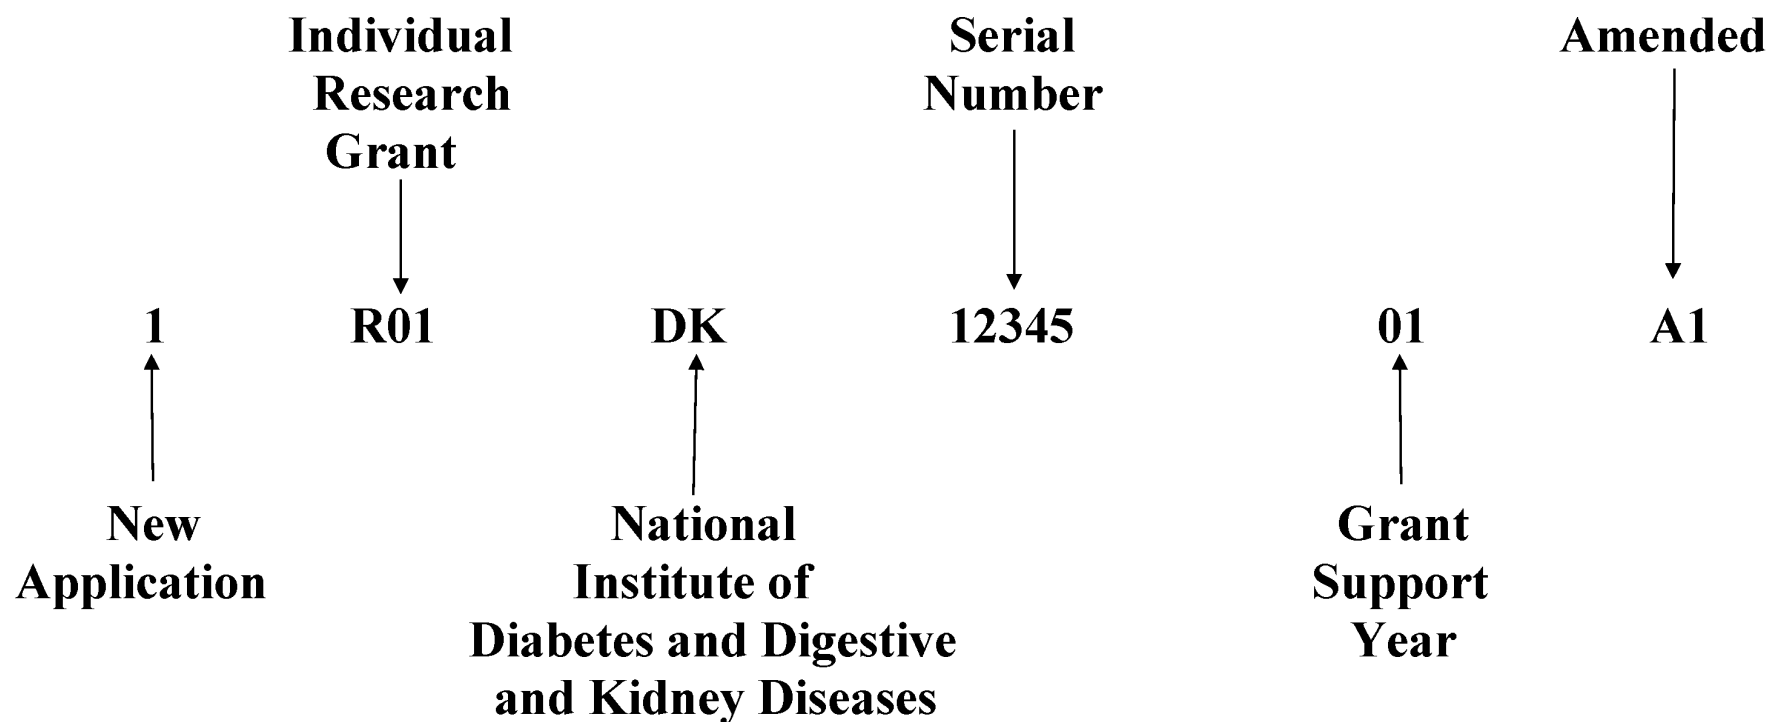 Individual
Research
Grant
Serial
Number
Amended
1 R01 DK 12345 01 A1
New
Application
National
Institute of
Diabetes and Digestive
and Kidney Diseases
Grant
Support
Year